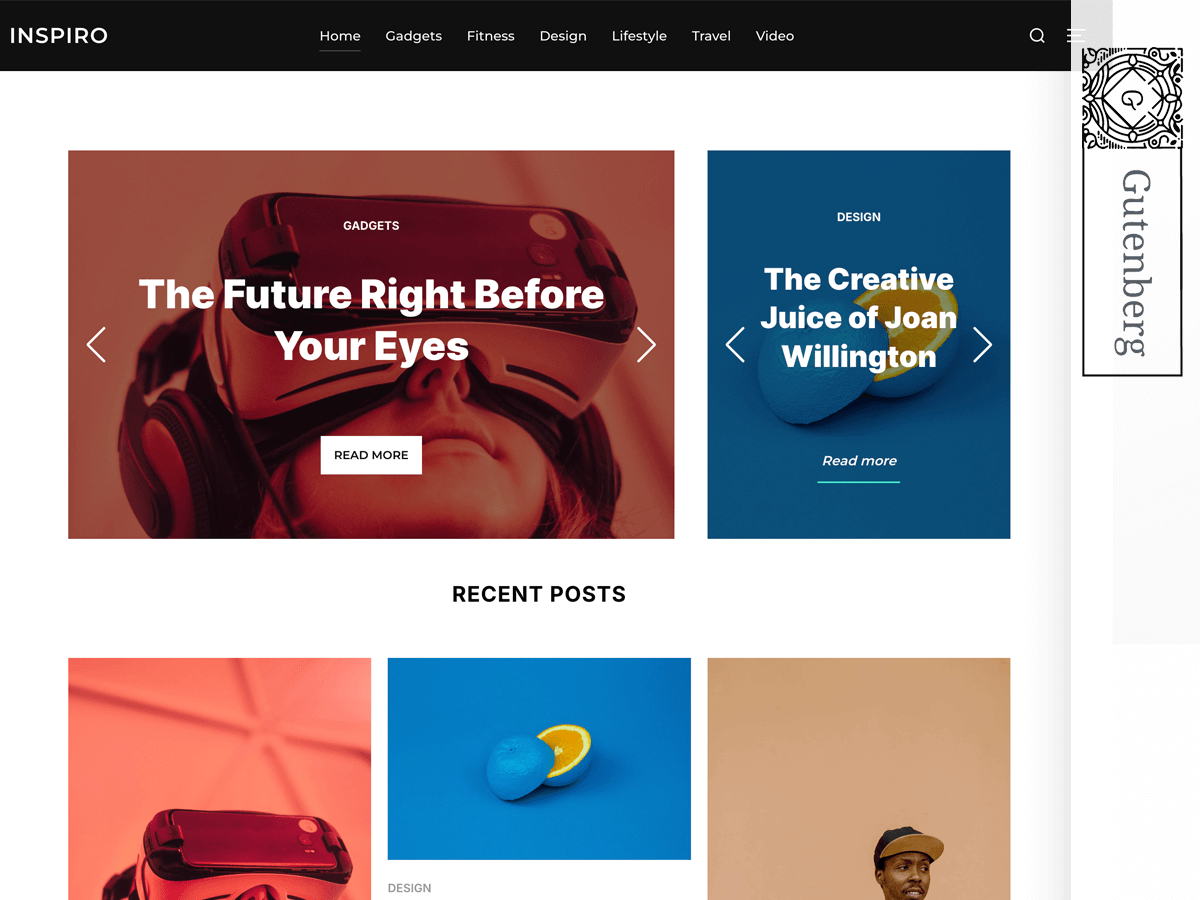 INSPIRO
Home Gadgets Fitness Design Lifestyle Travel Video
G
Gutenberg
GADGETS
The Future Right Before
Your Eyes
READ MORE
DESIGN
The Creative
Juice of Joan
Willington
Read more
RECENT POSTS
DESIGN